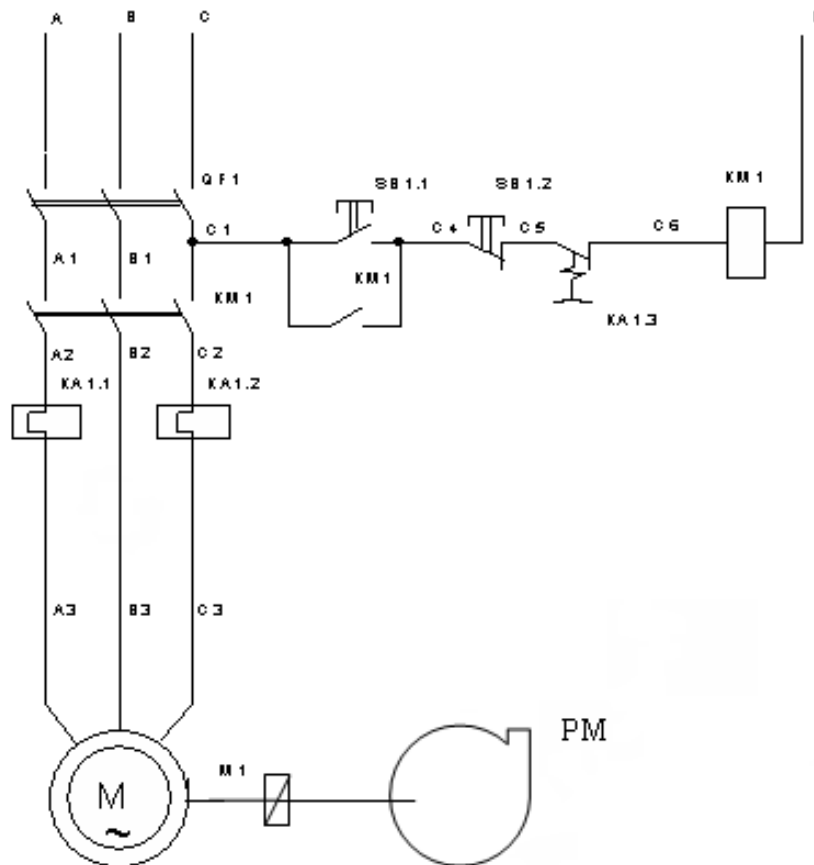 A B C
QF1
SB1.1 SB1.2 KM1
C1 C4 C5 C6
A1 B1
KM1 KM1
KA1.3
A2 B2 C2
KA1.1 KA1.2
A3 B3 C3
PM
M1
M
~